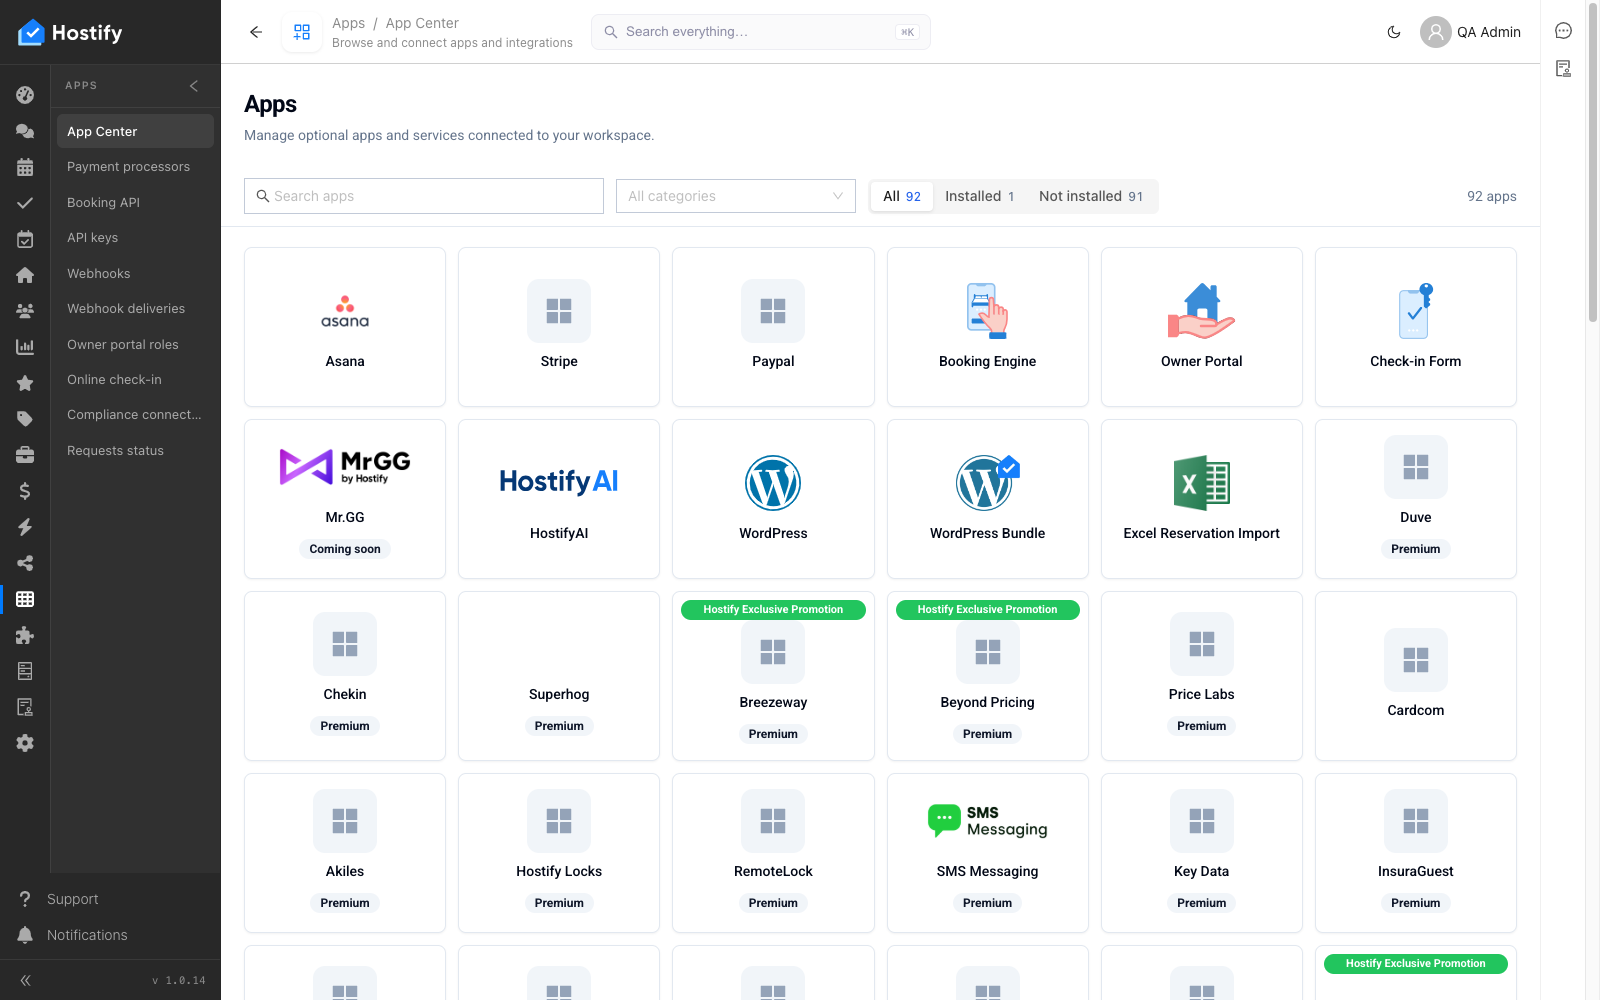 Hostify
Apps / App Center
Browse and connect apps and integrations
Search everything...
⌘K
QA Admin
APPS
App Center
Payment processors
Booking API
API keys
Webhooks
Webhook deliveries
Owner portal roles
Online check-in
Compliance connect...
Requests status
Support
Notifications
v 1.0.14
Apps
Manage optional apps and services connected to your workspace.
Search apps
All categories
All 92
Installed 1
Not installed 91
92 apps
asana
Asana
Stripe
Paypal
Booking Engine
Owner Portal
Check-in Form
MrGG
by Hostify
Mr.GG
Coming soon
HostifyAI
HostifyAI
WordPress
WordPress Bundle
Excel Reservation Import
Duve
Premium
Chekin
Premium
Superhog
Premium
Hostify Exclusive Promotion
Breezeway
Premium
Hostify Exclusive Promotion
Beyond Pricing
Premium
Price Labs
Premium
Cardcom
Akiles
Premium
Hostify Locks
Premium
RemoteLock
Premium
SMS
Messaging
SMS Messaging
Premium
Key Data
Premium
InsuraGuest
Premium
Hostify Exclusive Promotion